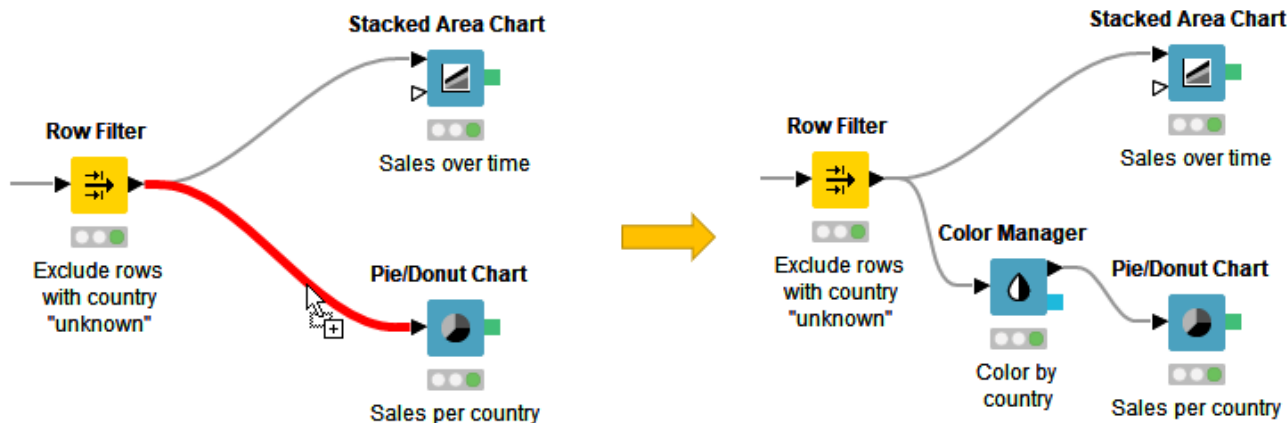 Stacked Area Chart
Sales over time
Row Filter
Exclude rows
with country
"unknown"
Pie/Donut Chart
Sales per country
Stacked Area Chart
Sales over time
Row Filter
Exclude rows
with country
"unknown"
Color Manager
Color by
country
Pie/Donut Chart
Sales per country